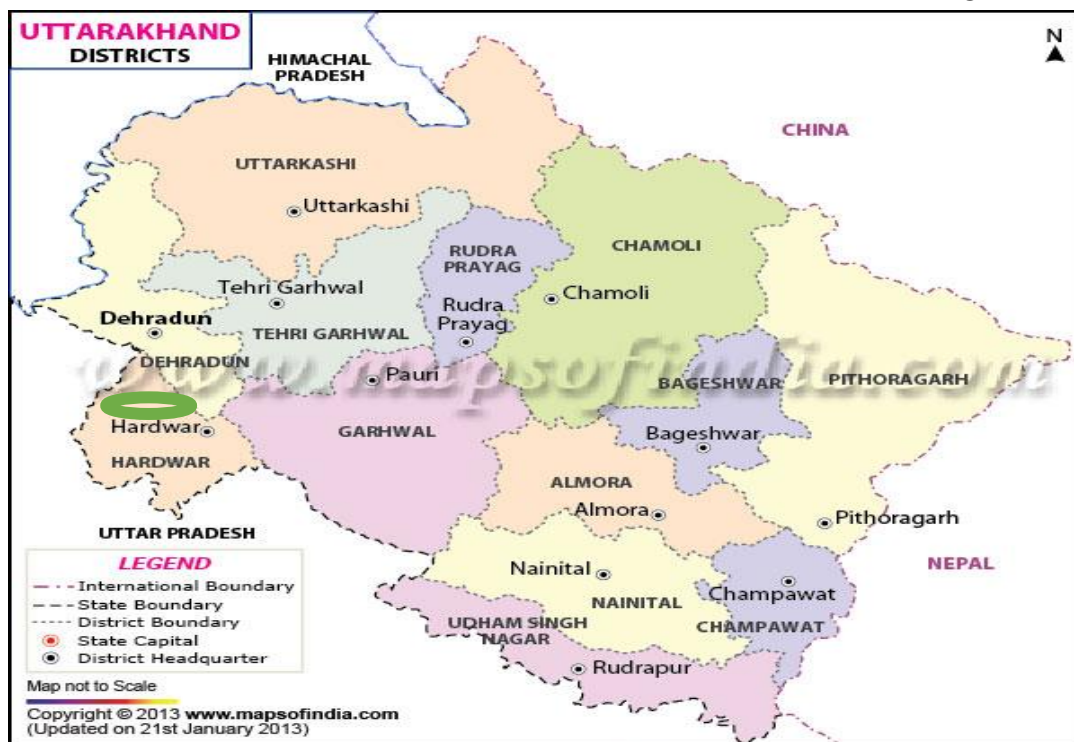 UTTARAKHAND
DISTRICTS
HIMACHAL
PRADESH
N
CHINA
UTTARKASHI
Uttarkashi
RUDRA
PRAYAG
CHAMOLI
Tehri Garhwal
Chamoli
Rudra
Prayag
Dehradun
TEHRI GARHWAL
DEHRADUN
Pauri
www.mapsofindia.com
BAGESHWAR
PITHORAGARH
Hardwar
GARHWAL
Bageshwar
HARDWAR
ALMORA
Almora
Pithoragarh
UTTAR PRADESH
NEPAL
Nainital
Champawat
NAINITAL
UDHAM SINGH
NAGAR
CHAMPAWAT
Rudrapur
LEGEND
International Boundary
State Boundary
District Boundary
State Capital
District Headquarter
Map not to Scale
Copyright © 2013 www.mapsofindia.com
(Updated on 21st January 2013)